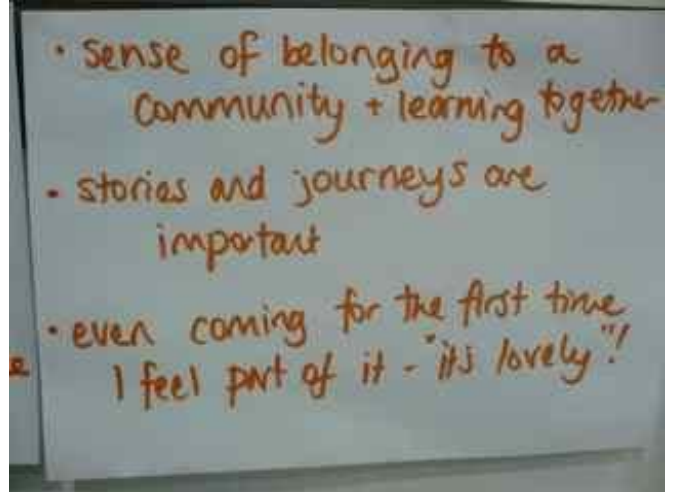 • sense of belonging to a
community + learning together
• stories and journeys are
important
• even coming for the first time
I feel part of it - "it's lovely"!